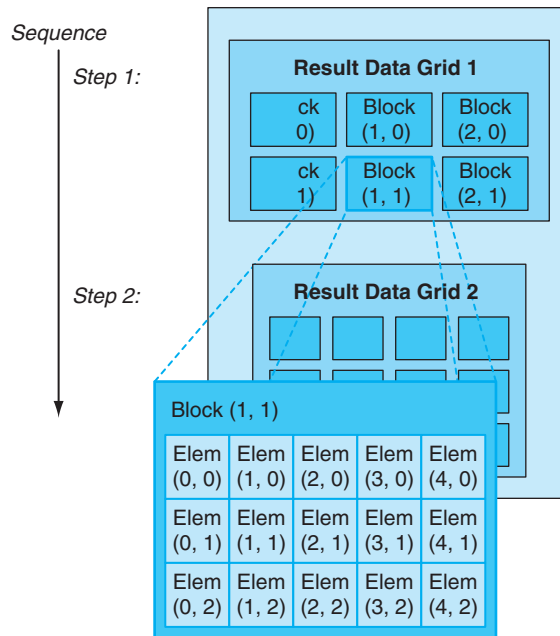 Sequence
Step 1:
Result Data Grid 1
ck Block Block
0) (1, 0) (2, 0)
ck Block Block
1) (1, 1) (2, 1)
Step 2:
Result Data Grid 2
Block (1, 1)
Elem Elem Elem Elem Elem
(0, 0) (1, 0) (2, 0) (3, 0) (4, 0)
Elem Elem Elem Elem Elem
(0, 1) (1, 1) (2, 1) (3, 1) (4, 1)
Elem Elem Elem Elem Elem
(0, 2) (1, 2) (2, 2) (3, 2) (4, 2)